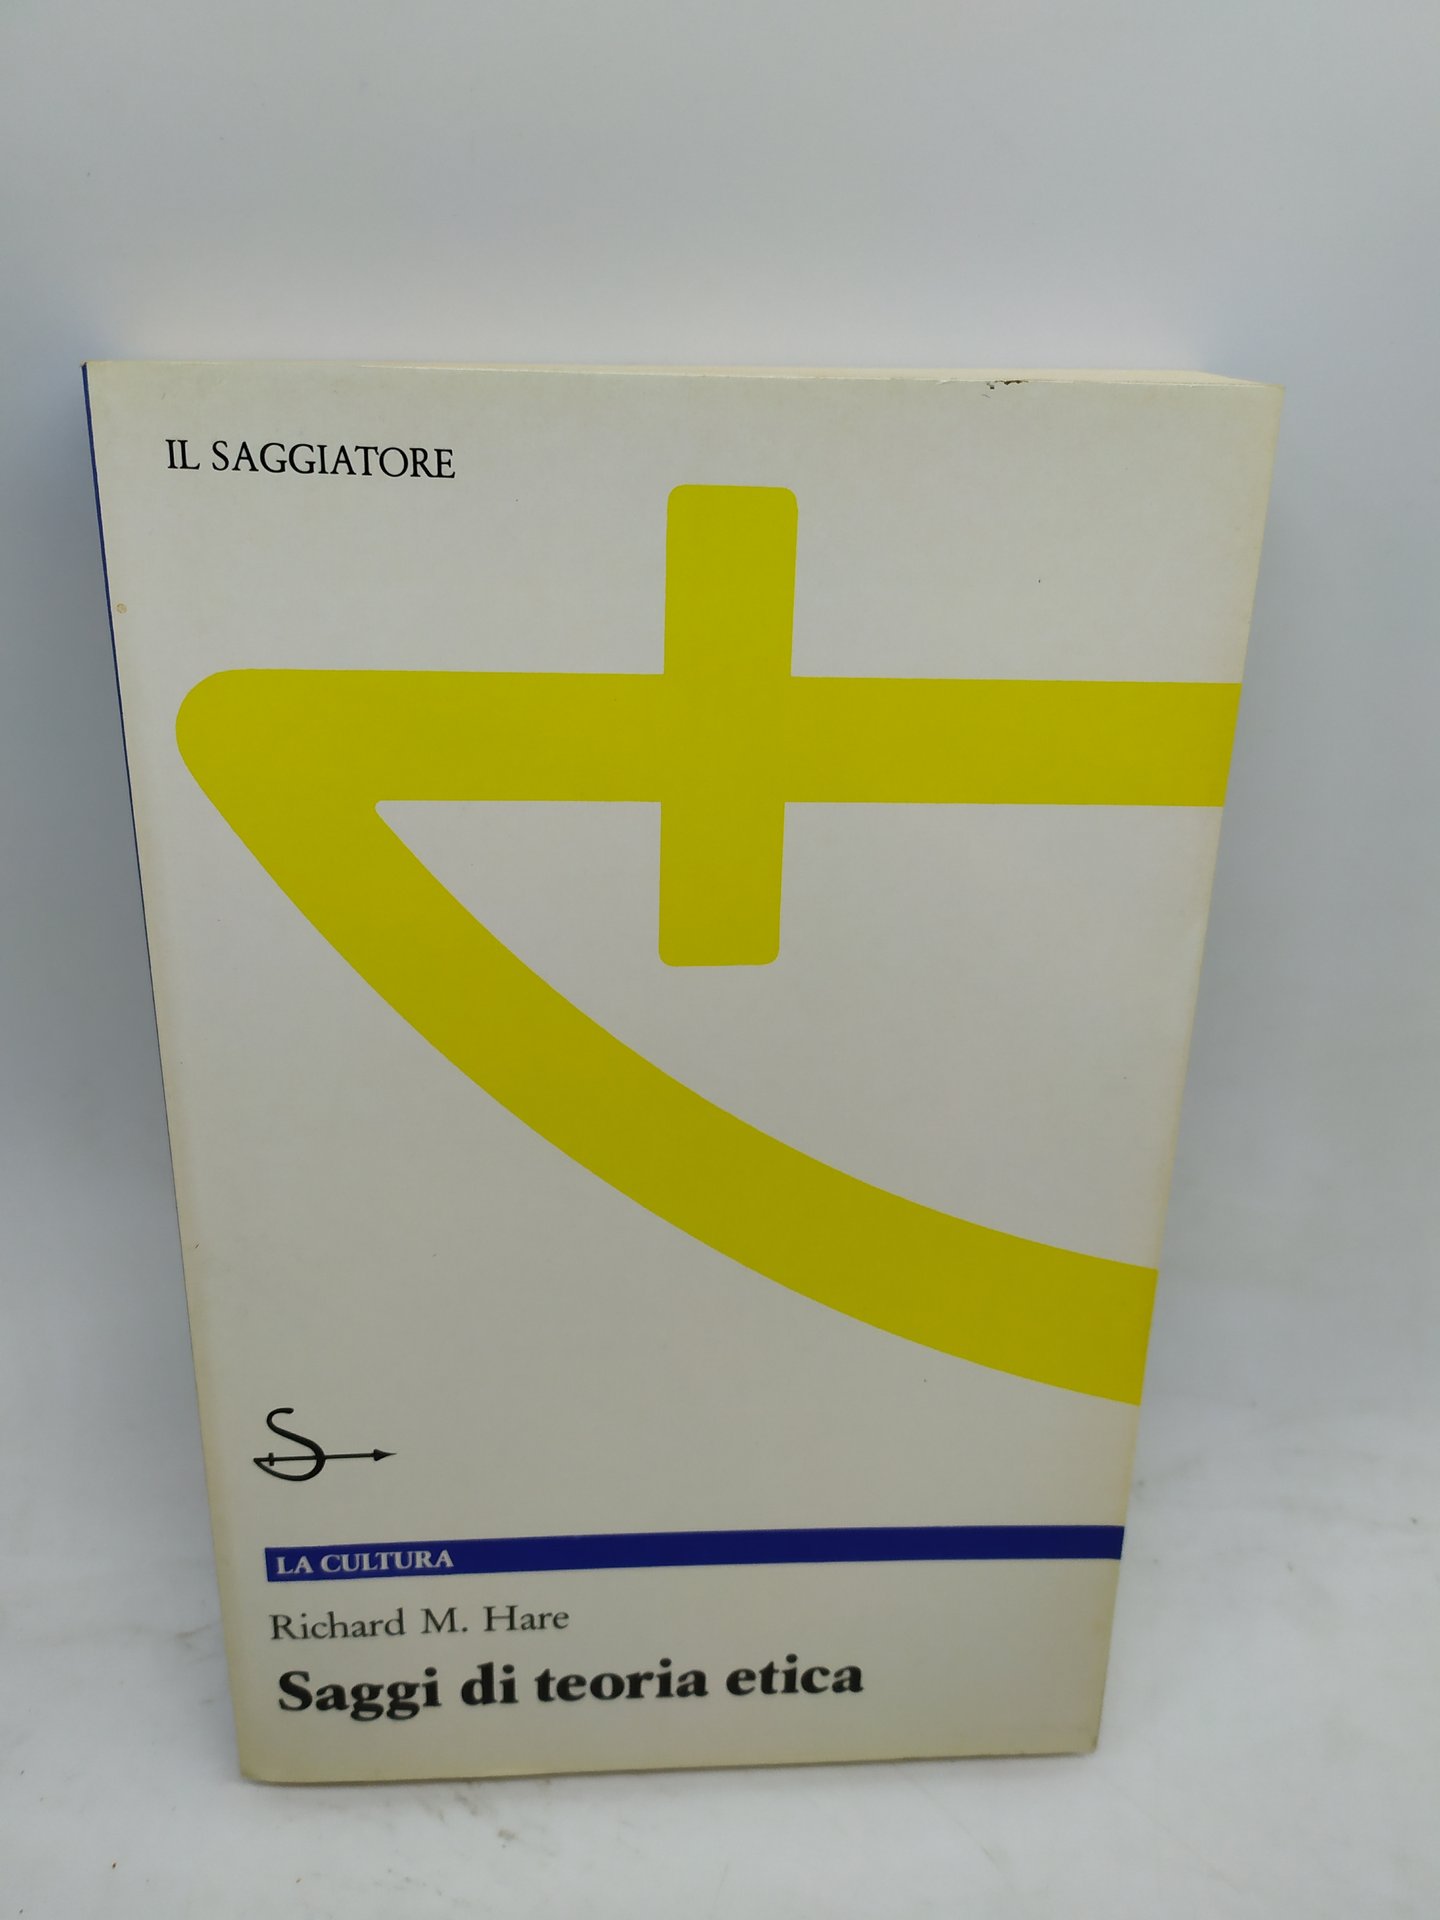 IL SAGGIATORE
LA CULTURA
Richard M. Hare
Saggi di teoria etica